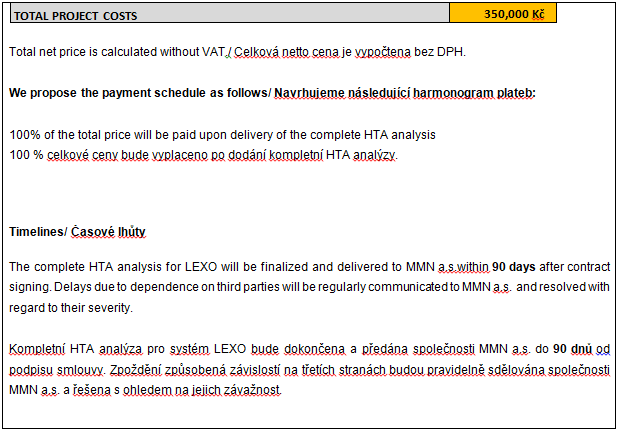 TOTAL PROJECT COSTS 350,000 Kč
Total net price is calculated without VAT./ Celková netto cena je vypočtena bez DPH.
We propose the payment schedule as follows/ Navrhujeme následující harmonogram plateb:
100% of the total price will be paid upon delivery of the complete HTA analysis
100 % celkové ceny bude vyplaceno po dodání kompletní HTA analýzy.
Timelines/ Časové lhůty
The complete HTA analysis for LEXO will be finalized and delivered to MMN a.s.within 90 days after contract
signing. Delays due to dependence on third parties will be regularly communicated to MMN a.s. and resolved with
regard to their severity.
Kompletní HTA analýza pro systém LEXO bude dokončena a předána společnosti MMN a.s. do 90 dnů od
podpisu smlouvy. Zpoždění způsobená závislostí na třetích stranách budou pravidelně sdělována společnosti
MMN a.s. a řešena s ohledem na jejich závažnost.